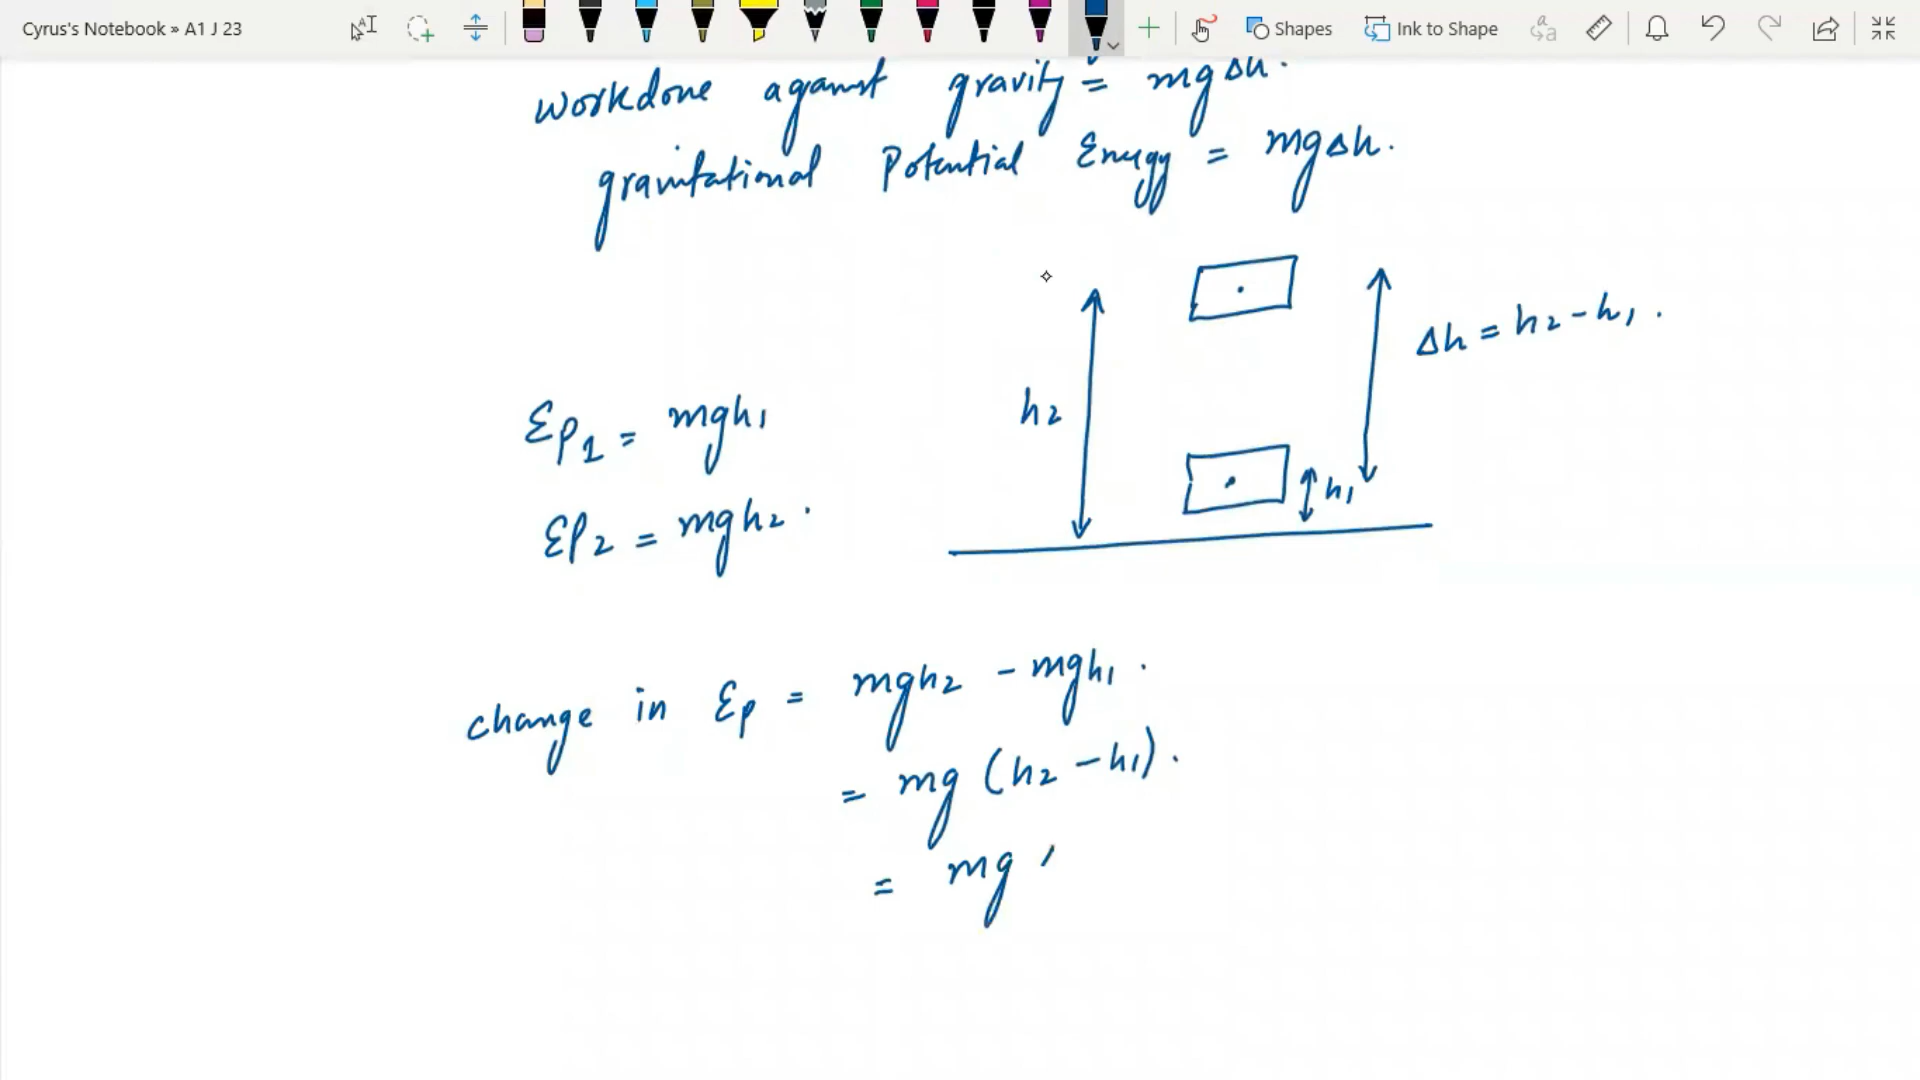 Cyrus's Notebook » A1 J 23
Shapes
Ink to Shape
workdone against gravity = mgΔh.
gravitational Potential Energy = mgΔh.
Δh = h2 - h1.
h2
Ep1 = mgh1
h1
Ep2 = mgh2.
change in Ep = mgh2 - mgh1.
= mg (h2 - h1).
= mg